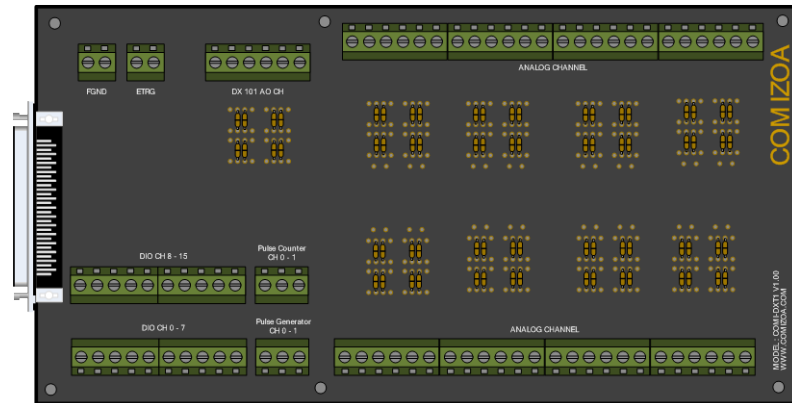 FGND
ETRG
DX 101 AO CH
ANALOG CHANNEL
COMIZOA
DIO CH 8 - 15
Pulse Counter
CH 0 - 1
DIO CH 0 - 7
Pulse Generator
CH 0 - 1
ANALOG CHANNEL
MODEL : COMI-DXT1 V1.00
WWW.COMIZOA.COM